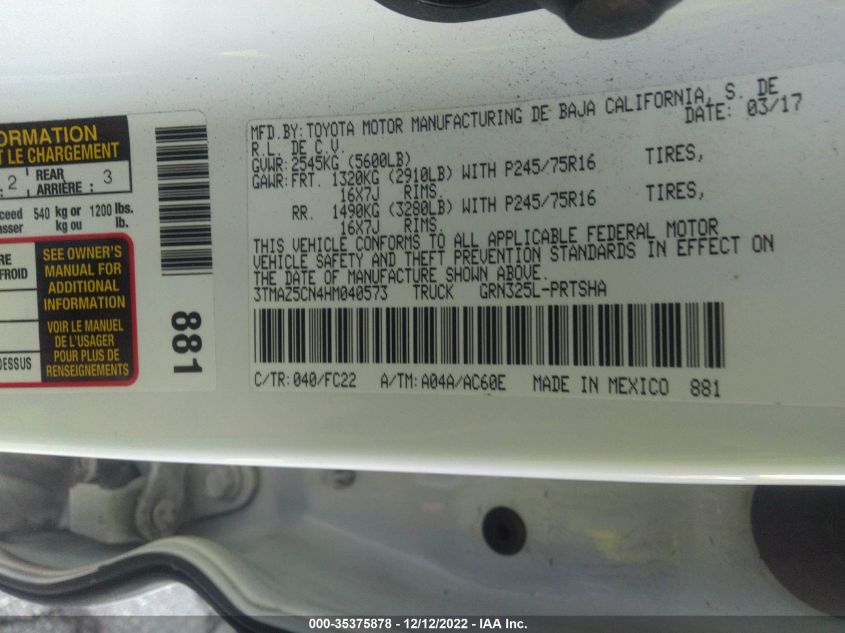 ORMATION
T LE CHARGEMENT
2 REAR ARRIÈRE : 3
xceed 540 kg or 1200 lbs.
asser kg ou lb.
RE
FROID
SEE OWNER'S
MANUAL FOR
ADDITIONAL
INFORMATION
VOIR LE MANUEL
DE L'USAGER
POUR PLUS DE
RENSEIGNEMENTS
DESSUS
881
MFD.BY:TOYOTA MOTOR MANUFACTURING DE BAJA CALIFORNIA, S. DE
R.L. DE C.V. DATE: 03/17
GVWR:2545KG (5600LB)
GAWR:FRT. 1320KG (2910LB) WITH P245/75R16 TIRES,
16X7J RIMS.
RR. 1490KG (3280LB) WITH P245/75R16 TIRES,
16X7J RIMS.
THIS VEHICLE CONFORMS TO ALL APPLICABLE FEDERAL MOTOR
VEHICLE SAFETY AND THEFT PREVENTION STANDARDS IN EFFECT ON
THE DATE OF MANUFACTURE SHOWN ABOVE.
3TMAZ5CN4HM040573 TRUCK GRN325L-PRTSHA
C/TR:040/FC22 A/TM:A04A/AC60E MADE IN MEXICO 881
000-35375878 - 12/12/2022 - IAA Inc.